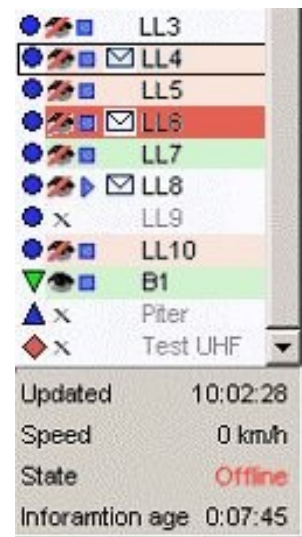 LL3
LL4
LL5
LL6
LL7
LL8
x LL9
LL10
B1
x Piter
x Test UHF
Updated 10:02:28
Speed 0 km/h
State Offline
Inforamtion age 0:07:45